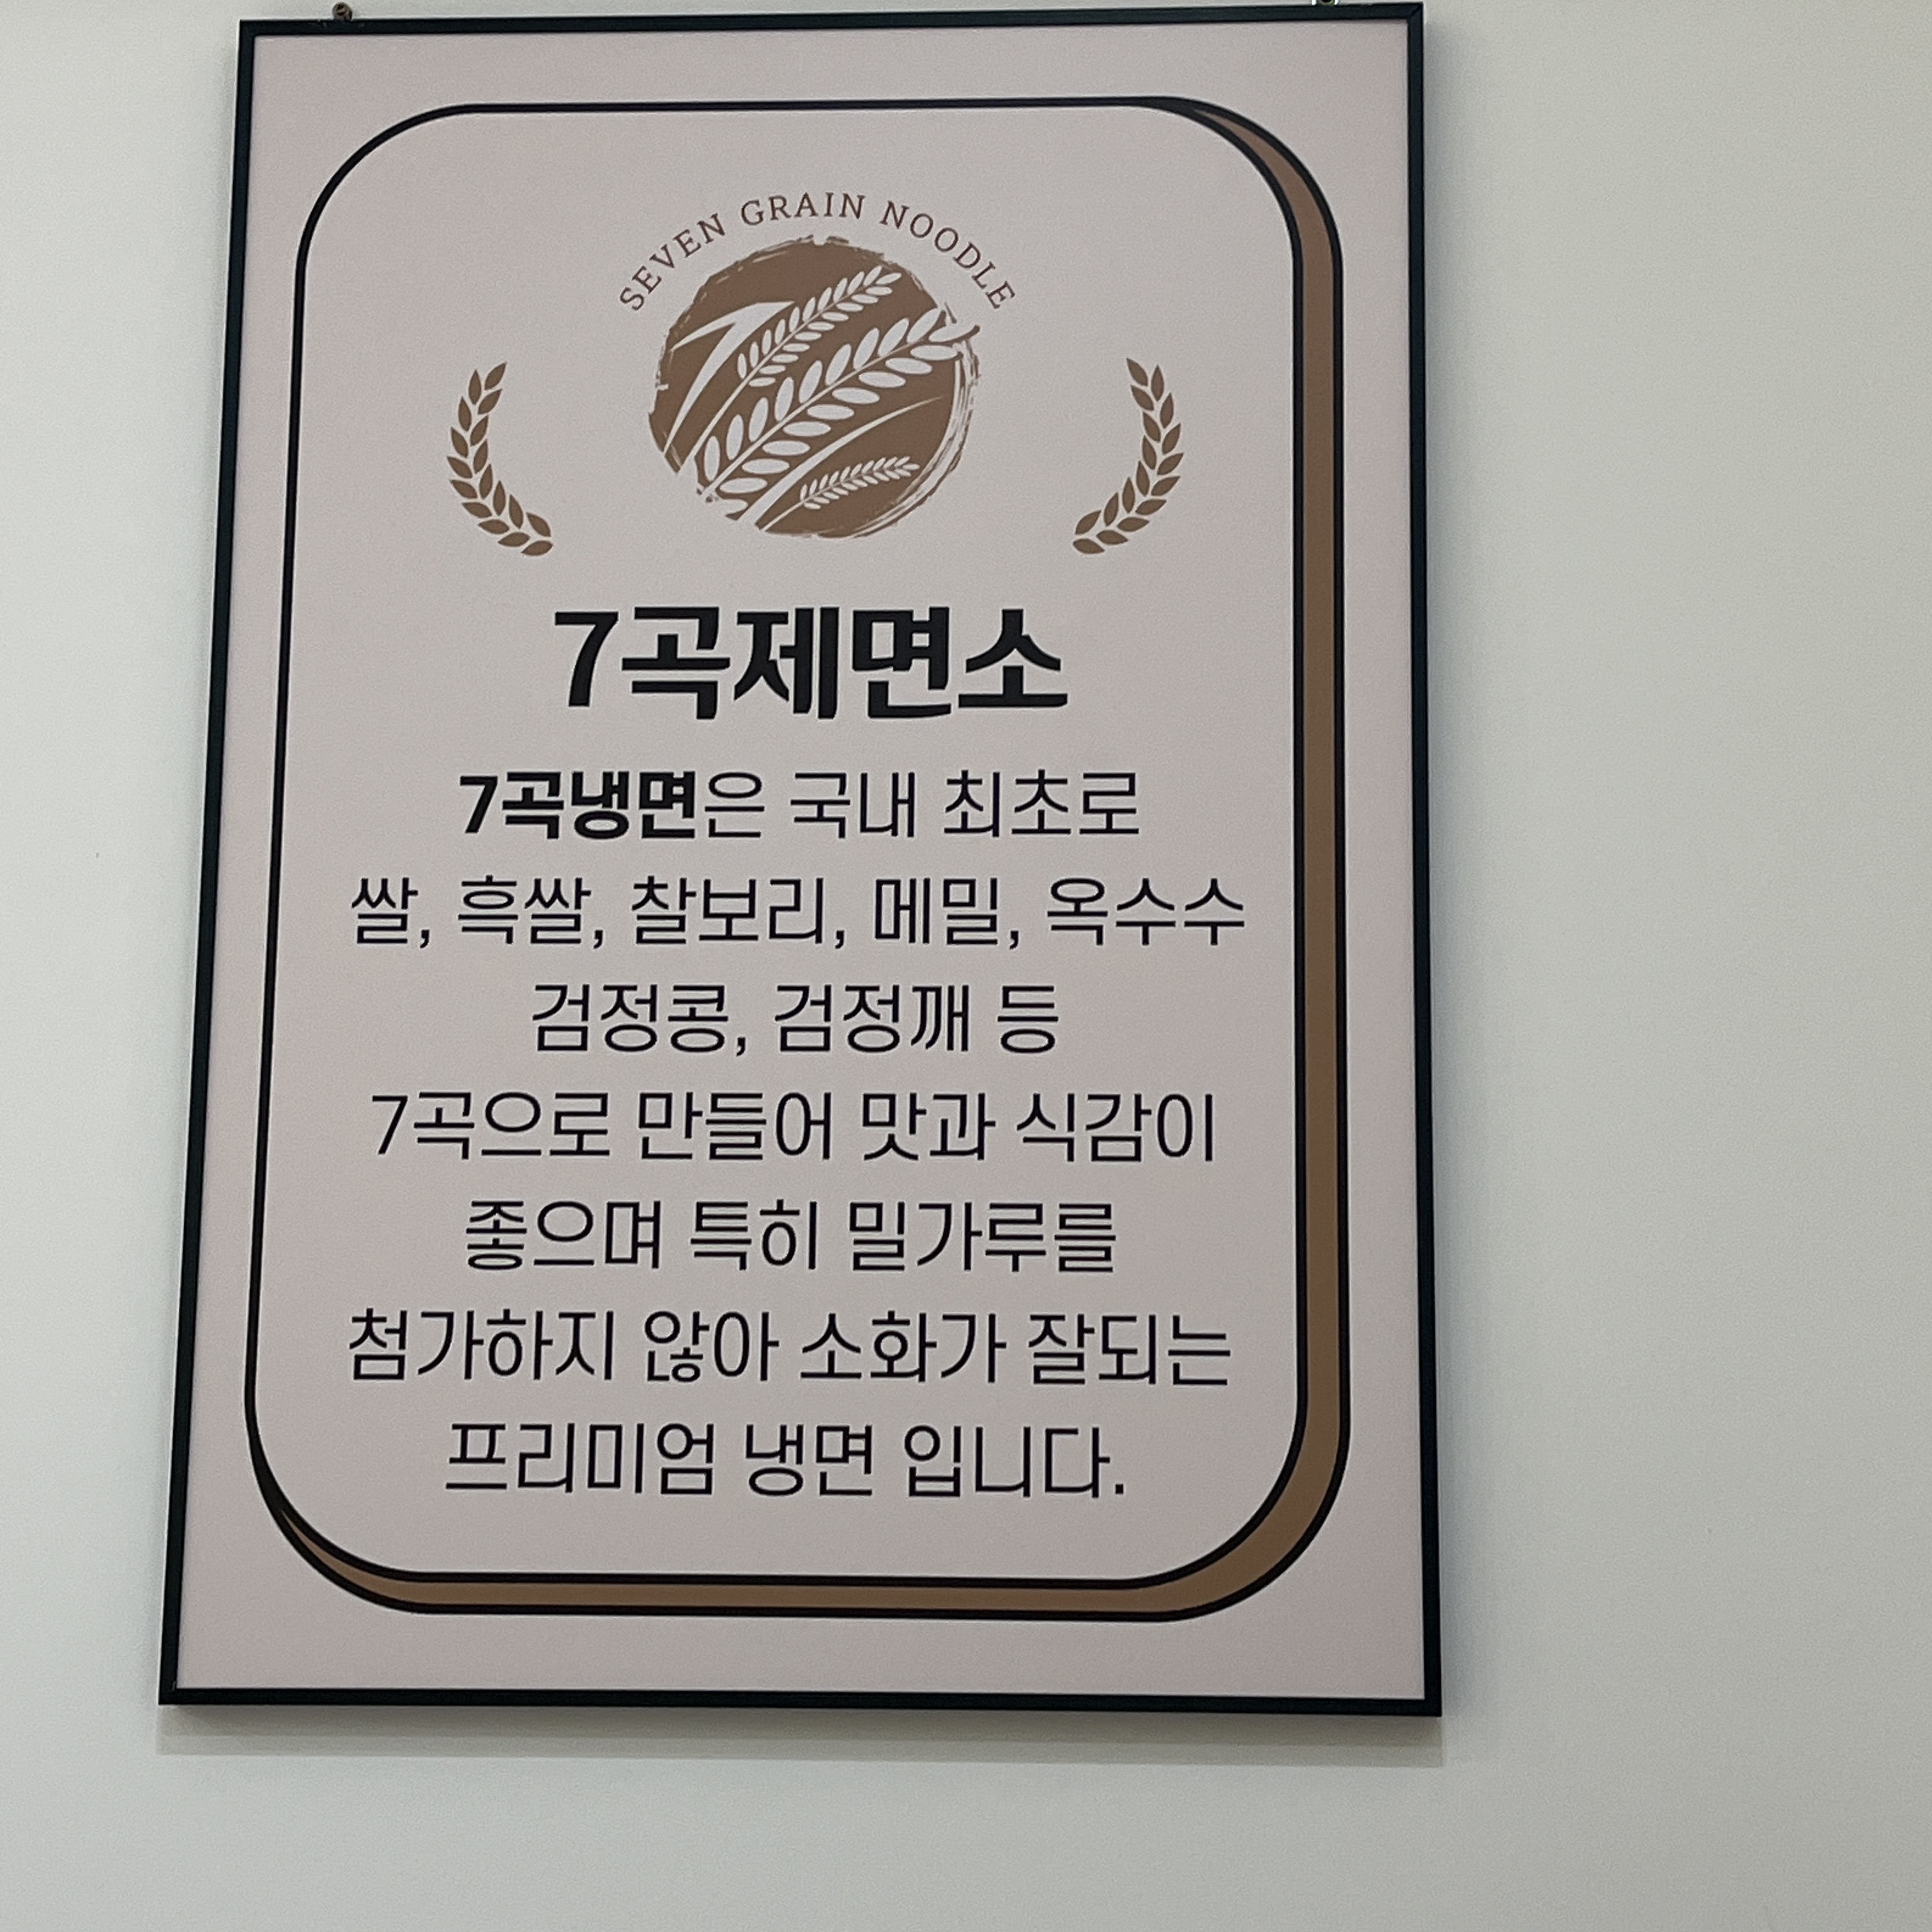 SEVEN GRAIN NOODLE
7곡제면소
7곡냉면은 국내 최초로
쌀, 흑쌀, 찰보리, 메밀, 옥수수
검정콩, 검정깨 등
7곡으로 만들어 맛과 식감이
좋으며 특히 밀가루를
첨가하지 않아 소화가 잘되는
프리미엄 냉면 입니다.